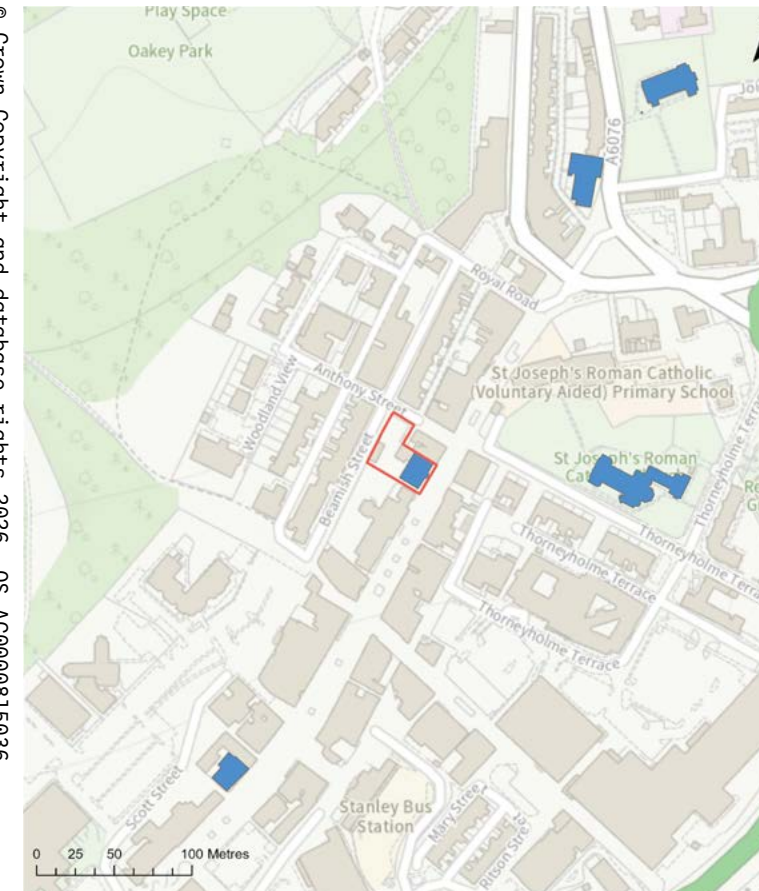 © Crown Copyright and database rights 2026. OS AC0000815036
Play Space
Oakey Park
A6076
Royal Road
St Joseph's Roman Catholic
(Voluntary Aided) Primary School
Anthony Street
Woodland View
Beamish Street
St Joseph's Roman
Thorneyholme Terrace
Thorneyholme Terrace
Thorneyholme Terrace
Scott Street
Stanley Bus
Station
Mary Street
Ritson Street
0 25 50 100 Metres